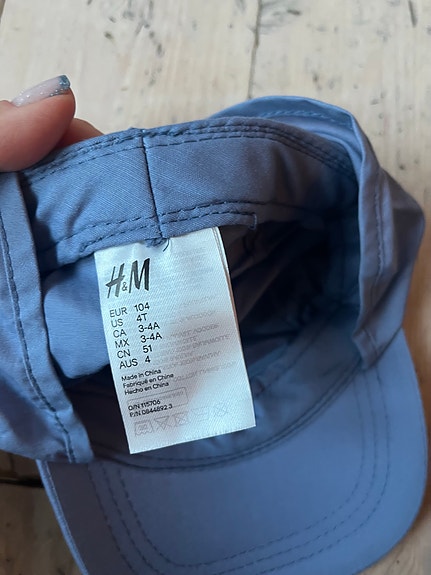 H&M
EUR 104
US 4T
CA 3-4A
MX 3-4A
CN 51
AUS 4
Made in China
Fabriqué en Chine
Hecho en China
O/N 115706
P/N 0844892.3